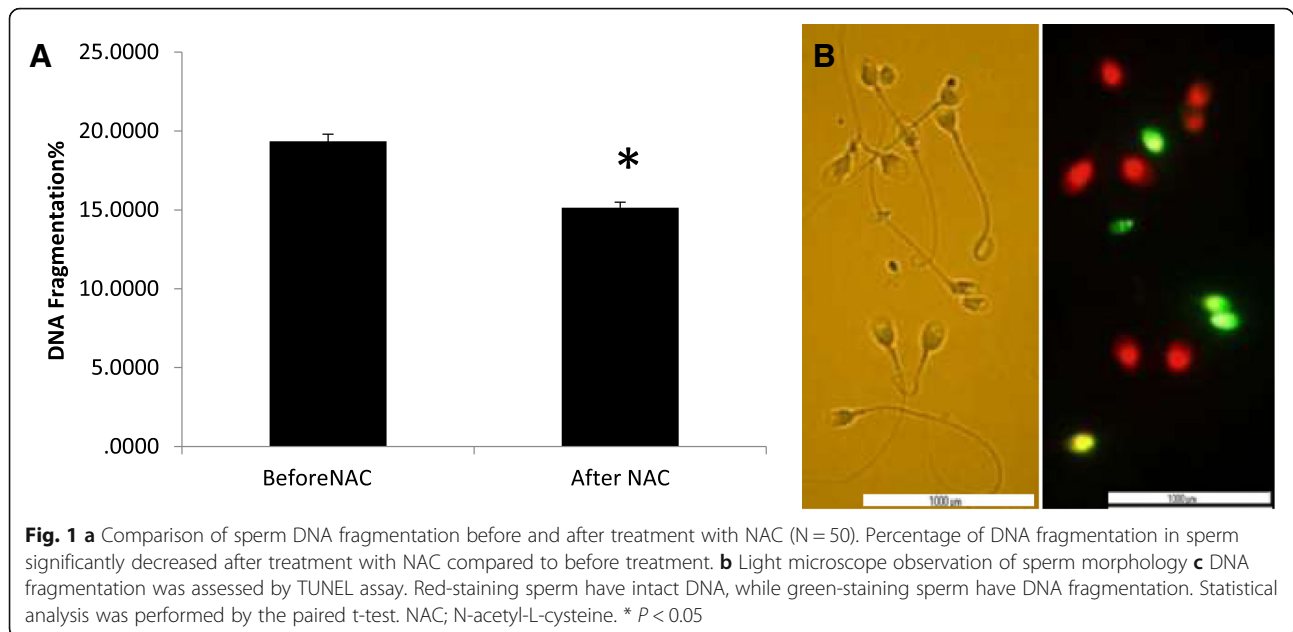 A
25.0000
20.0000
15.0000
10.0000
5.0000
.0000
DNA Fragmentation%
*
BeforeNAC
After NAC
B
1000 µm
1000 µm
Fig. 1 a Comparison of sperm DNA fragmentation before and after treatment with NAC (N = 50). Percentage of DNA fragmentation in sperm
significantly decreased after treatment with NAC compared to before treatment. b Light microscope observation of sperm morphology c DNA
fragmentation was assessed by TUNEL assay. Red-staining sperm have intact DNA, while green-staining sperm have DNA fragmentation. Statistical
analysis was performed by the paired t-test. NAC; N-acetyl-L-cysteine. * P < 0.05